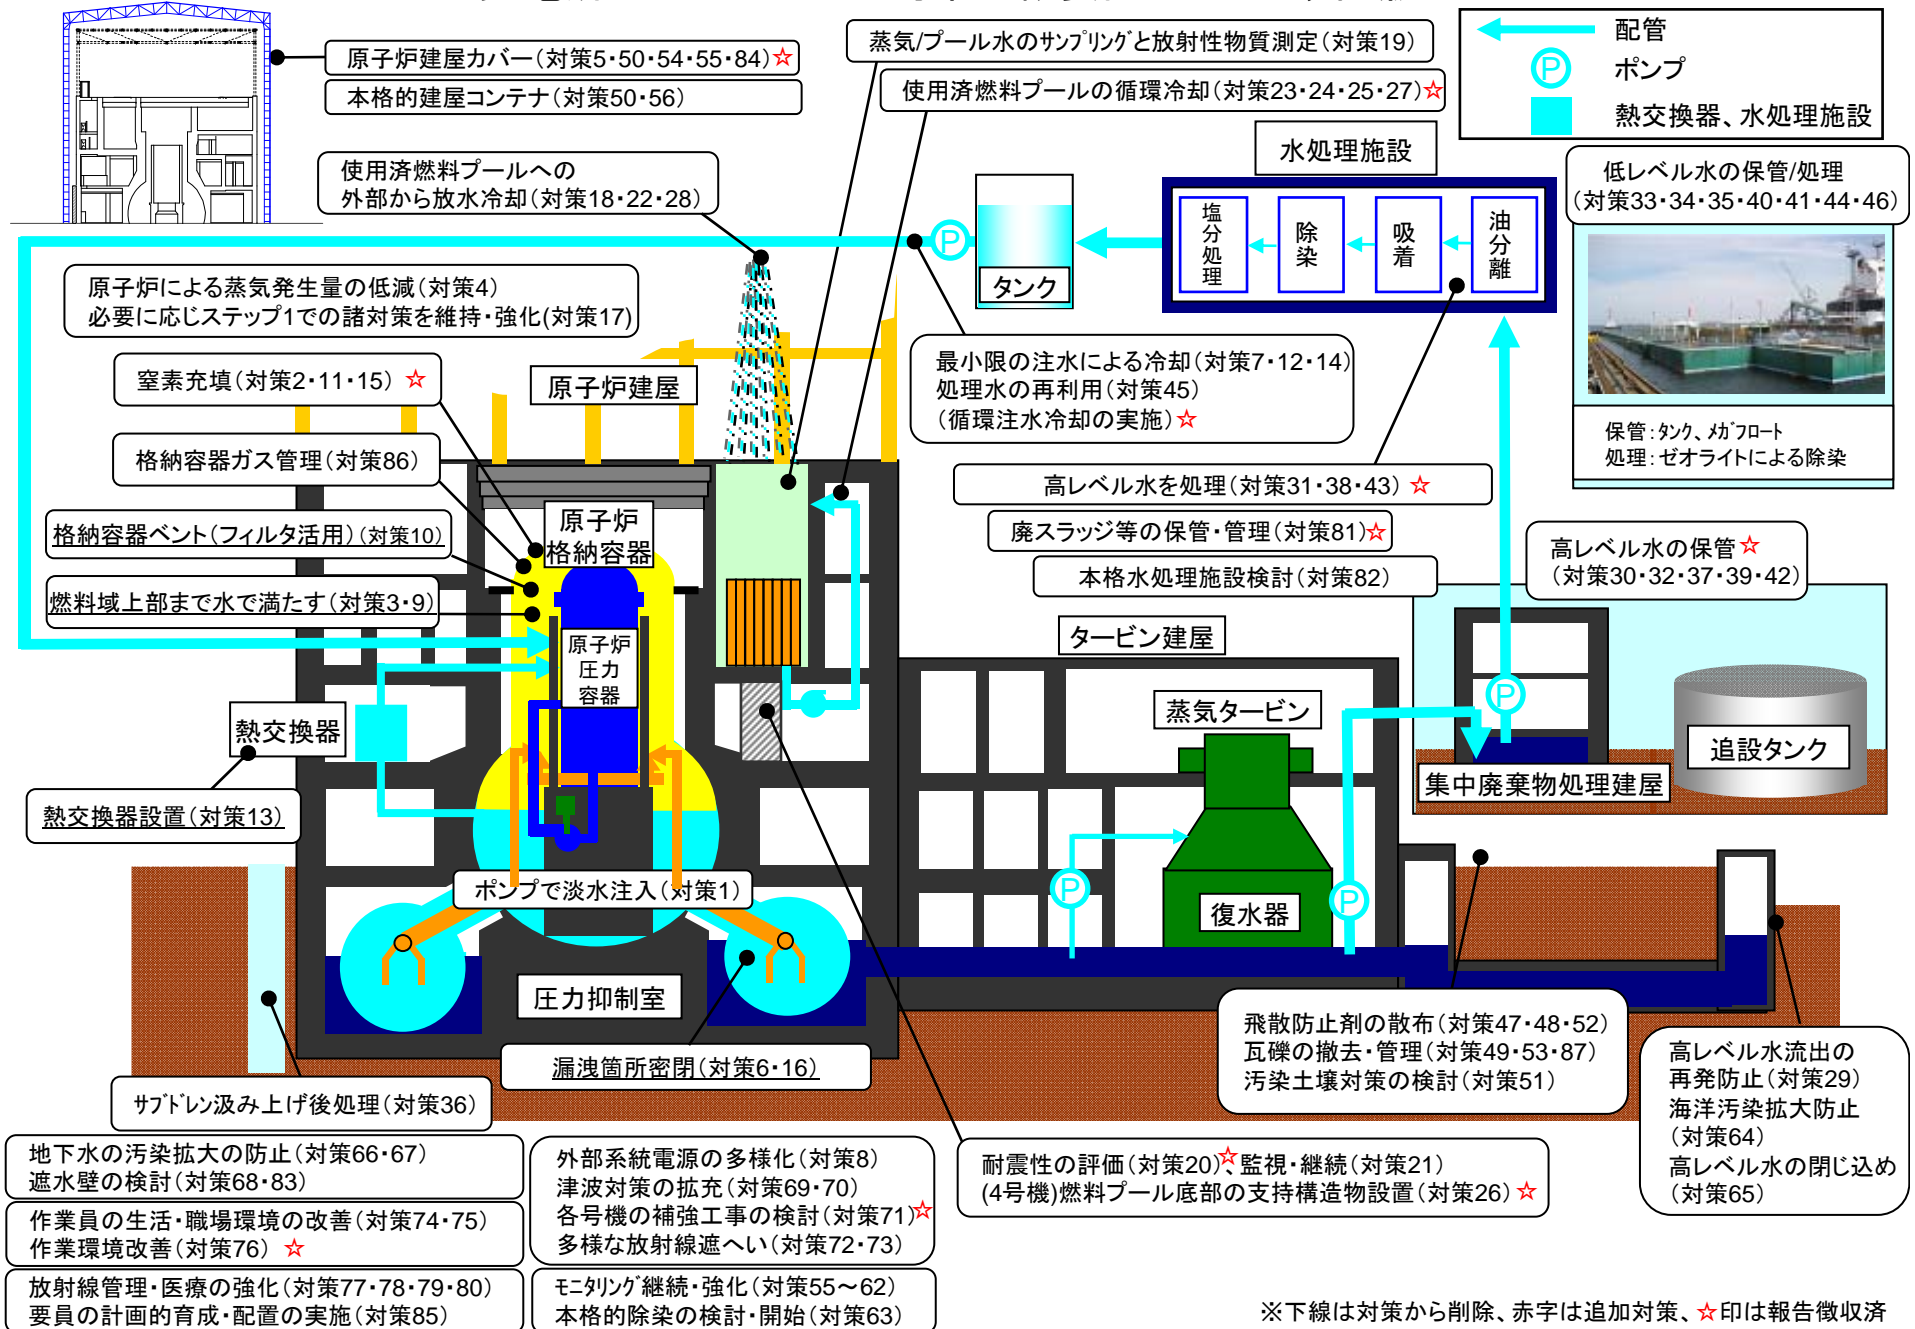 原子炉建屋カバー(対策5・50・54・55・84)☆
本格的建屋コンテナ(対策50・56)
蒸気/プール水のサンプリングと放射性物質測定(対策19)
使用済燃料プールの循環冷却(対策23・24・25・27)☆
配管
P
ポンプ
熱交換器、水処理施設
使用済燃料プールへの
外部から放水冷却(対策18・22・28)
水処理施設
塩分処理
除染
吸着
油分離
P
タンク
低レベル水の保管/処理
(対策33・34・35・40・41・44・46)
保管:タンク、メガフロート
処理:ゼオライトによる除染
原子炉による蒸気発生量の低減(対策4)
必要に応じステップ1での諸対策を維持・強化(対策17)
窒素充填(対策2・11・15) ☆
原子炉建屋
最小限の注水による冷却(対策7・12・14)
処理水の再利用(対策45)
(循環注水冷却の実施)☆
格納容器ガス管理(対策86)
高レベル水を処理(対策31・38・43) ☆
格納容器ベント(フィルタ活用)(対策10)
原子炉
格納容器
廃スラッジ等の保管・管理(対策81)☆
高レベル水の保管☆
(対策30・32・37・39・42)
本格水処理施設検討(対策82)
燃料域上部まで水で満たす(対策3・9)
原子炉
圧力
容器
タービン建屋
蒸気タービン
P
追設タンク
集中廃棄物処理建屋
熱交換器
熱交換器設置(対策13)
ポンプで淡水注入(対策1)
P
復水器
P
圧力抑制室
漏洩箇所密閉(対策6・16)
飛散防止剤の散布(対策47・48・52)
瓦礫の撤去・管理(対策49・53・87)
汚染土壌対策の検討(対策51)
高レベル水流出の
再発防止(対策29)
海洋汚染拡大防止
(対策64)
高レベル水の閉じ込め
(対策65)
サブドレン汲み上げ後処理(対策36)
地下水の汚染拡大の防止(対策66・67)
遮水壁の検討(対策68・83)
外部系統電源の多様化(対策8)
津波対策の拡充(対策69・70)
各号機の補強工事の検討(対策71)☆
多様な放射線遮へい(対策72・73)
耐震性の評価(対策20)☆、監視・継続(対策21)
(4号機)燃料プール底部の支持構造物設置(対策26)☆
作業員の生活・職場環境の改善(対策74・75)
作業環境改善(対策76) ☆
放射線管理・医療の強化(対策77・78・79・80)
要員の計画的育成・配置の実施(対策85)
モニタリング継続・強化(対策55~62)
本格的除染の検討・開始(対策63)
※下線は対策から削除、赤字は追加対策、☆印は報告徴収済